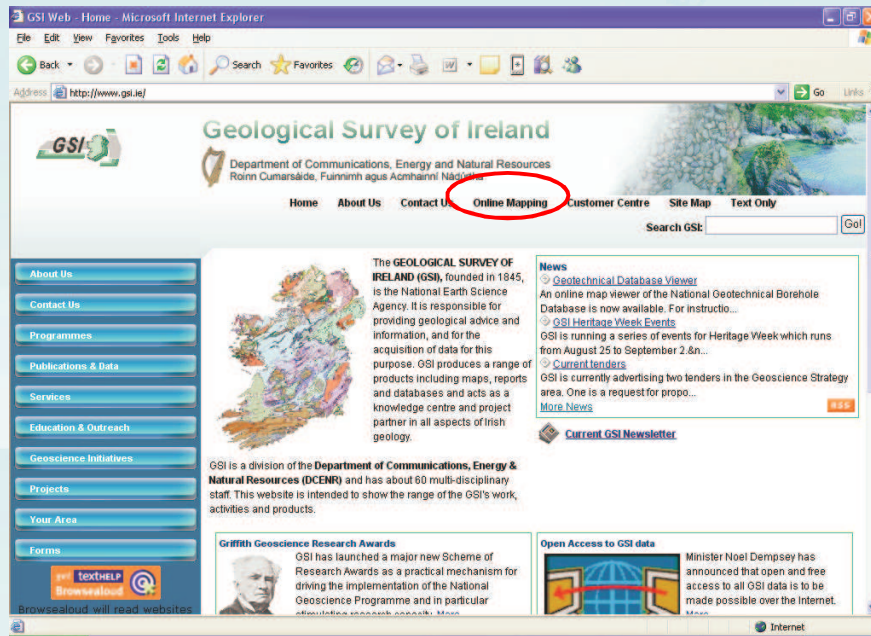 GSI Web - Home - Microsoft Internet Explorer
File Edit View Favorites Tools Help
Back Search Favorites
Address http://www.gsi.ie/ Go Links
GSI
Geological Survey of Ireland
Department of Communications, Energy and Natural Resources
Roinn Cumarsáide, Fuinnimh agus Acmhainní Nádúrtha
Home About Us Contact Us Online Mapping Customer Centre Site Map Text Only
Search GSI: Go!
About Us
Contact Us
Programmes
Publications & Data
Services
Education & Outreach
Geoscience Initiatives
Projects
Your Area
Forms
get texthelp
Browsealoud
Browsealoud will read websites
The GEOLOGICAL SURVEY OF
IRELAND (GSI), founded in 1845,
is the National Earth Science
Agency. It is responsible for
providing geological advice and
information, and for the
acquisition of data for this
purpose. GSI produces a range of
products including maps, reports
and databases and acts as a
knowledge centre and project
partner in all aspects of Irish
geology.
GSI is a division of the Department of Communications, Energy &
Natural Resources (DCENR) and has about 60 multi-disciplinary
staff. This website is intended to show the range of the GSI's work,
activities and products.
News
Geotechnical Database Viewer
An online map viewer of the National Geotechnical Borehole
Database is now available. For instructio...
GSI Heritage Week Events
GSI is running a series of events for Heritage Week which runs
from August 25 to September 2.&n...
Current tenders
GSI is currently advertising two tenders in the Geoscience Strategy
area. One is a request for propo...
More News RSS
Current GSI Newsletter
Griffith Geoscience Research Awards
GSI has launched a major new Scheme of
Research Awards as a practical mechanism for
driving the implementation of the National
Geoscience Programme and in particular
stimulating research capacity. More
Open Access to GSI data
Minister Noel Dempsey has
announced that open and free
access to all GSI data is to be
made possible over the Internet.
More
Internet